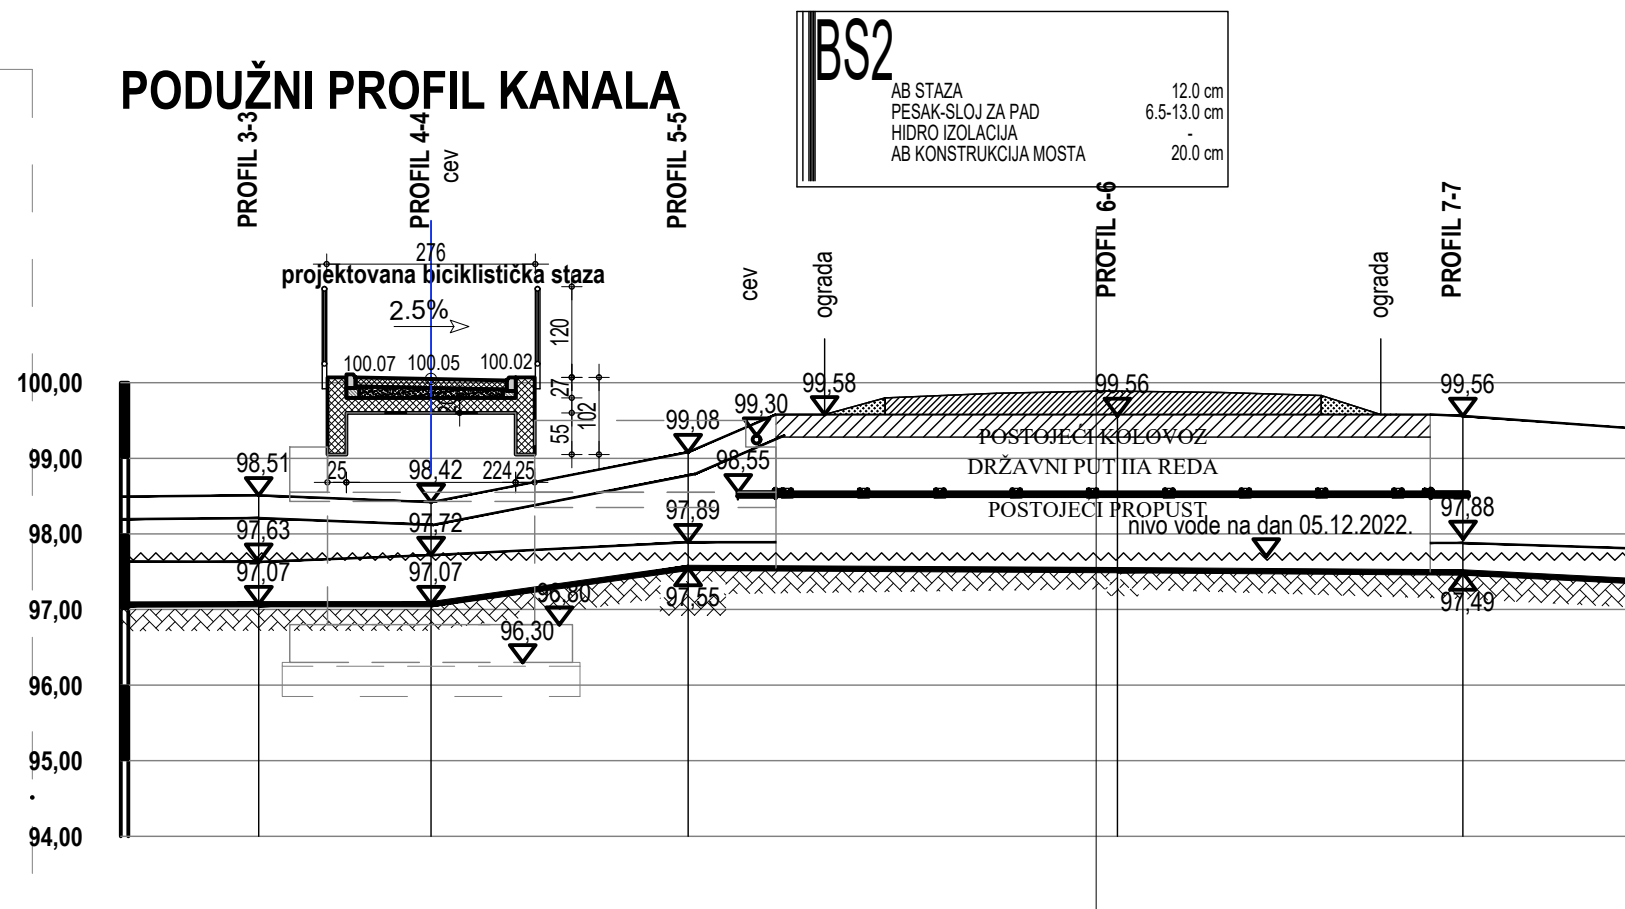 BS2
AB STAZA 12.0 cm
PESAK-SLOJ ZA PAD 6.5-13.0 cm
HIDRO IZOLACIJA -
AB KONSTRUKCIJA MOSTA 20.0 cm
PODUŽNI PROFIL KANALA
PROFIL 3-3
PROFIL 4-4
cev
PROFIL 5-5
cev
ograda
PROFIL 6-6
ograda
PROFIL 7-7
276
projektovana biciklistička staza
2.5%
120
100.07 100.05 100.02
27
102
55
25
224
25
100,00
99,00
98,00
97,00
96,00
95,00
94,00
99,58
99,56
99,56
99,08
99,30
98,51
98,42
98,55
POSTOJEĆI KOLOVOZ
DRŽAVNI PUT IIA REDA
POSTOJEĆI PROPUST
nivo vode na dan 05.12.2022.
97,63
97,72
97,89
97,88
97,07
97,07
96,80
97,55
97,49
96,30